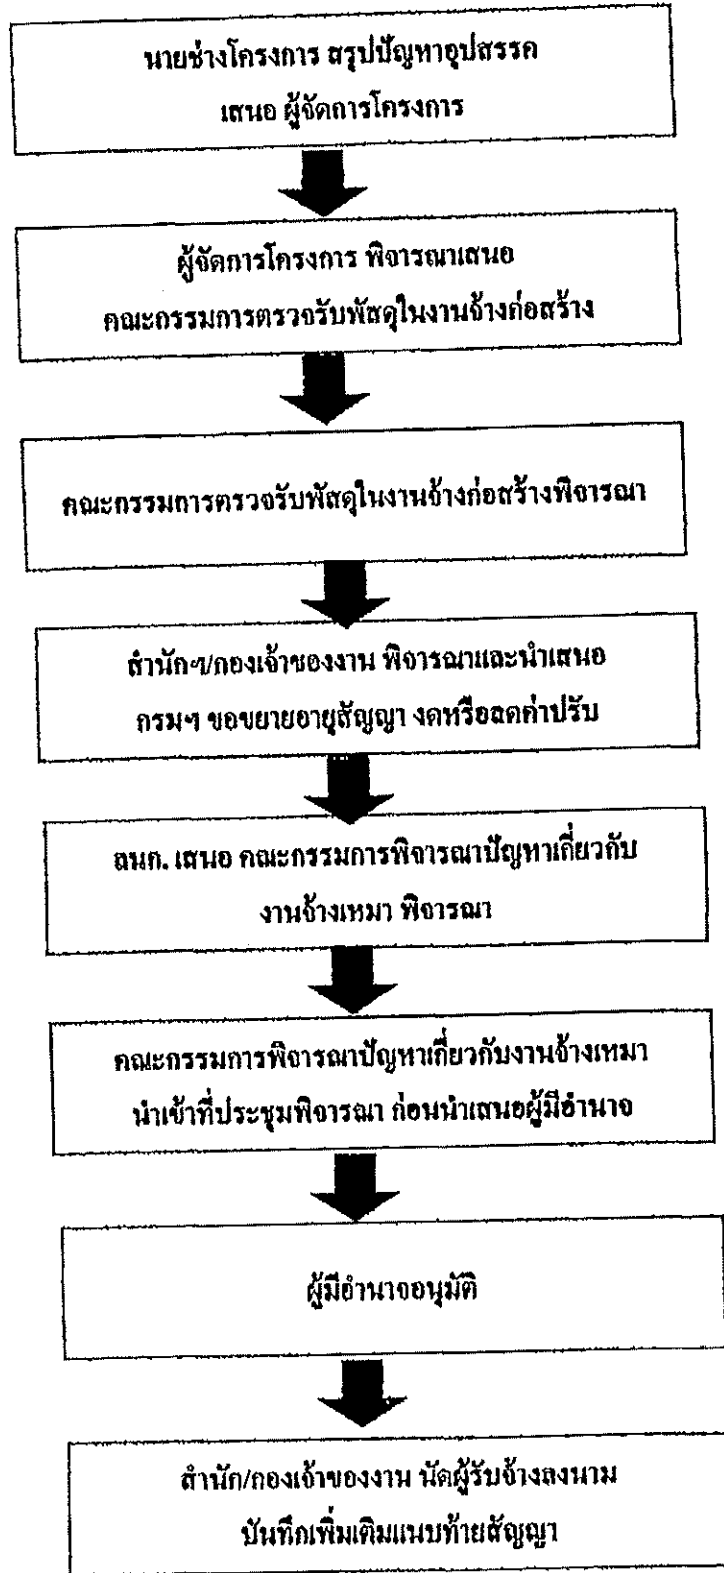 นายช่างโครงการ สรุปปัญหาอุปสรรค
เสนอ ผู้จัดการโครงการ
ผู้จัดการโครงการ พิจารณาเสนอ
คณะกรรมการตรวจรับพัสดุในงานจ้างก่อสร้าง
คณะกรรมการตรวจรับพัสดุในงานจ้างก่อสร้างพิจารณา
สำนักฯ/กองเจ้าของงาน พิจารณาและนำเสนอ
กรมฯ ขอขยายอายุสัญญา งดหรือลดค่าปรับ
ลนก. เสนอ คณะกรรมการพิจารณาปัญหาเกี่ยวกับ
งานจ้างเหมา พิจารณา
คณะกรรมการพิจารณาปัญหาเกี่ยวกับงานจ้างเหมา
นำเข้าที่ประชุมพิจารณา ก่อนนำเสนอผู้มีอำนาจ
ผู้มีอำนาจอนุมัติ
สำนัก/กองเจ้าของงาน นัดผู้รับจ้างลงนาม
บันทึกเพิ่มเติมแนบท้ายสัญญา